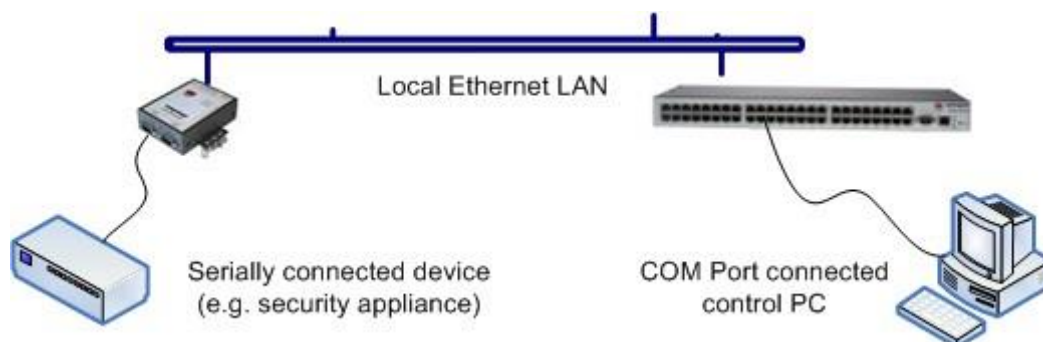 Local Ethernet LAN
Serially connected device
(e.g. security appliance)
COM Port connected
control PC